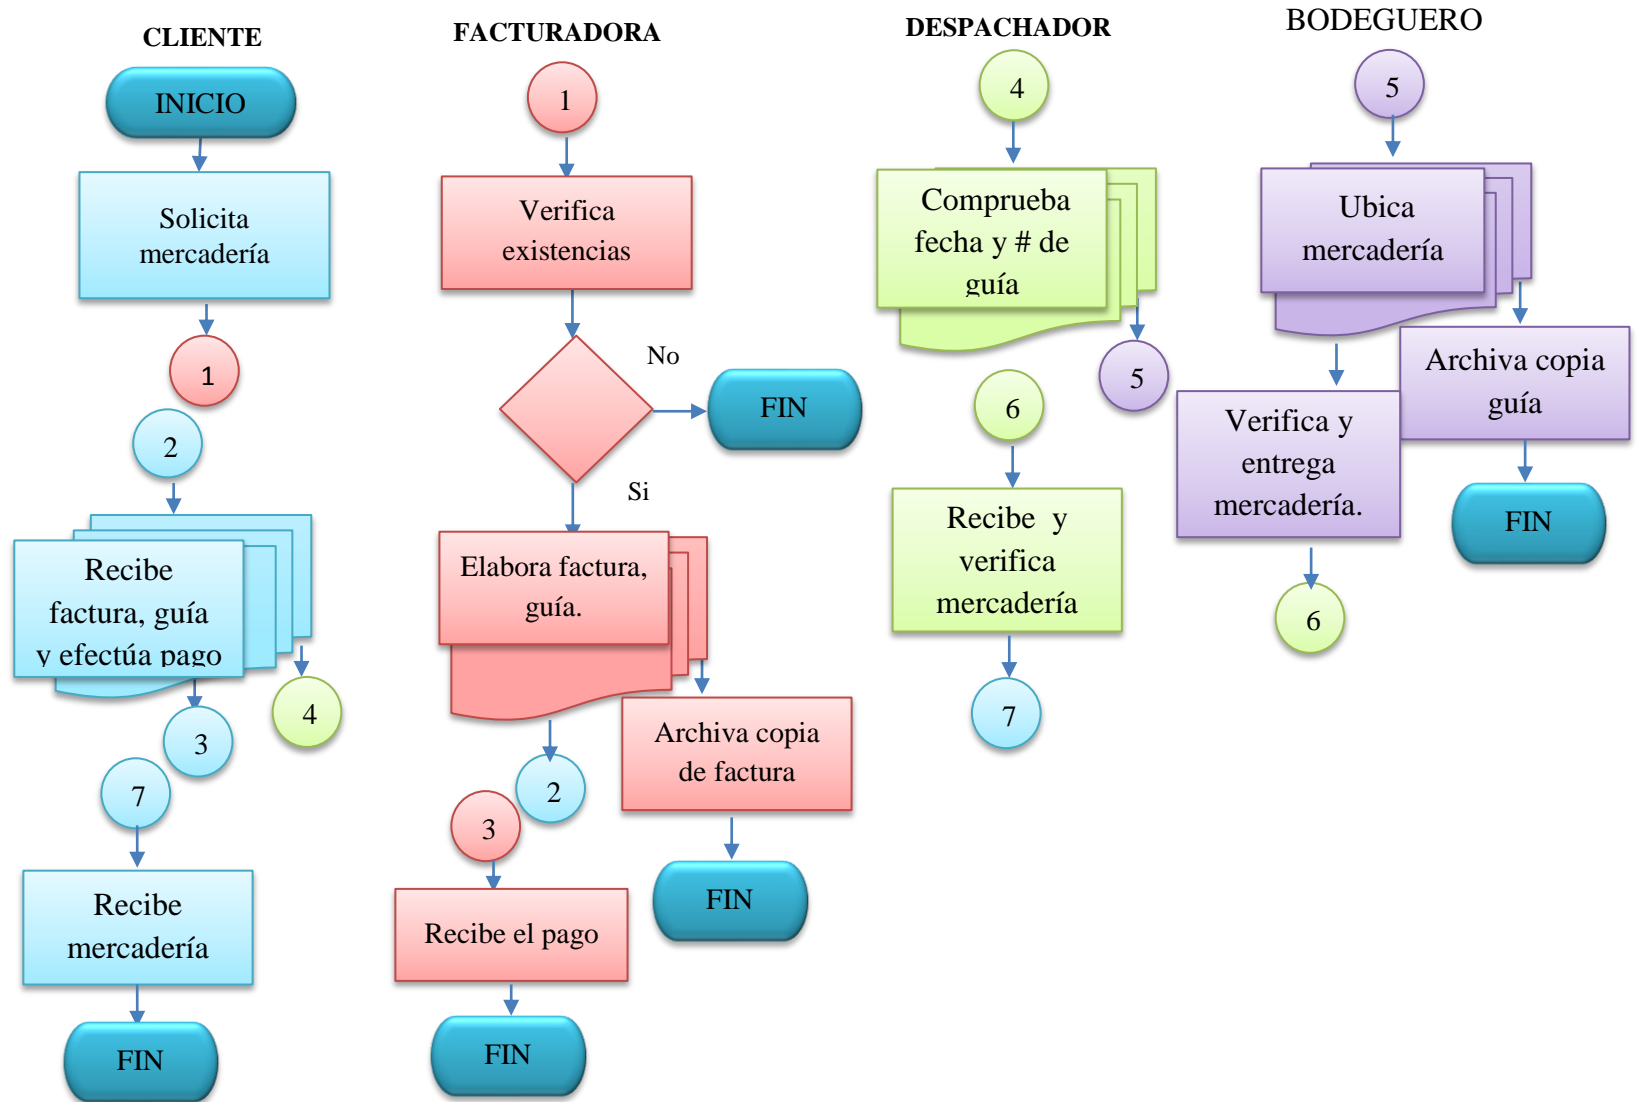 CLIENTE
INICIO
Solicita
mercadería
1
2
Recibe
factura, guía
y efectúa pago
4
3
7
Recibe
mercadería
FIN
FACTURADORA
1
Verifica
existencias
No
FIN
Si
Elabora factura,
guía.
Archiva copia
de factura
2
3
FIN
Recibe el pago
FIN
DESPACHADOR
4
Comprueba
fecha y # de
guía
5
6
Recibe y
verifica
mercadería
7
BODEGUERO
5
Ubica
mercadería
Archiva copia
guía
Verifica y
entrega
mercadería.
FIN
6